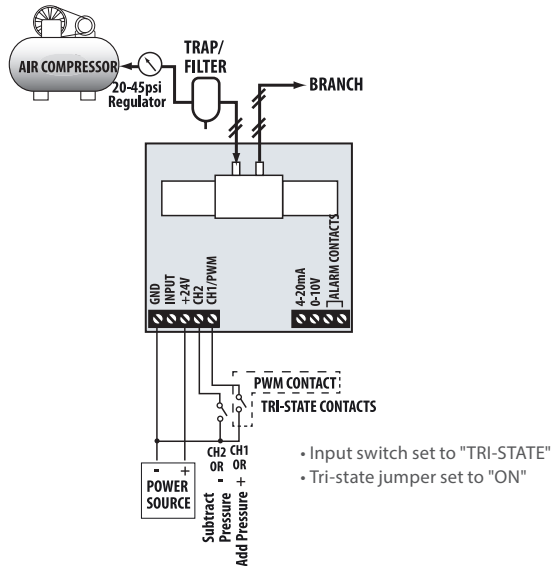 AIR COMPRESSOR
20-45psi
Regulator
TRAP/
FILTER
BRANCH
GND
INPUT
+24V
CH2
CH1/PWM
4-20mA
0-10V
ALARM CONTACTS
PWM CONTACT
TRI-STATE CONTACTS
- +
POWER
SOURCE
CH2
OR
-
Subtract
Pressure
CH1
OR
+
Add Pressure
• Input switch set to "TRI-STATE"
• Tri-state jumper set to "ON"